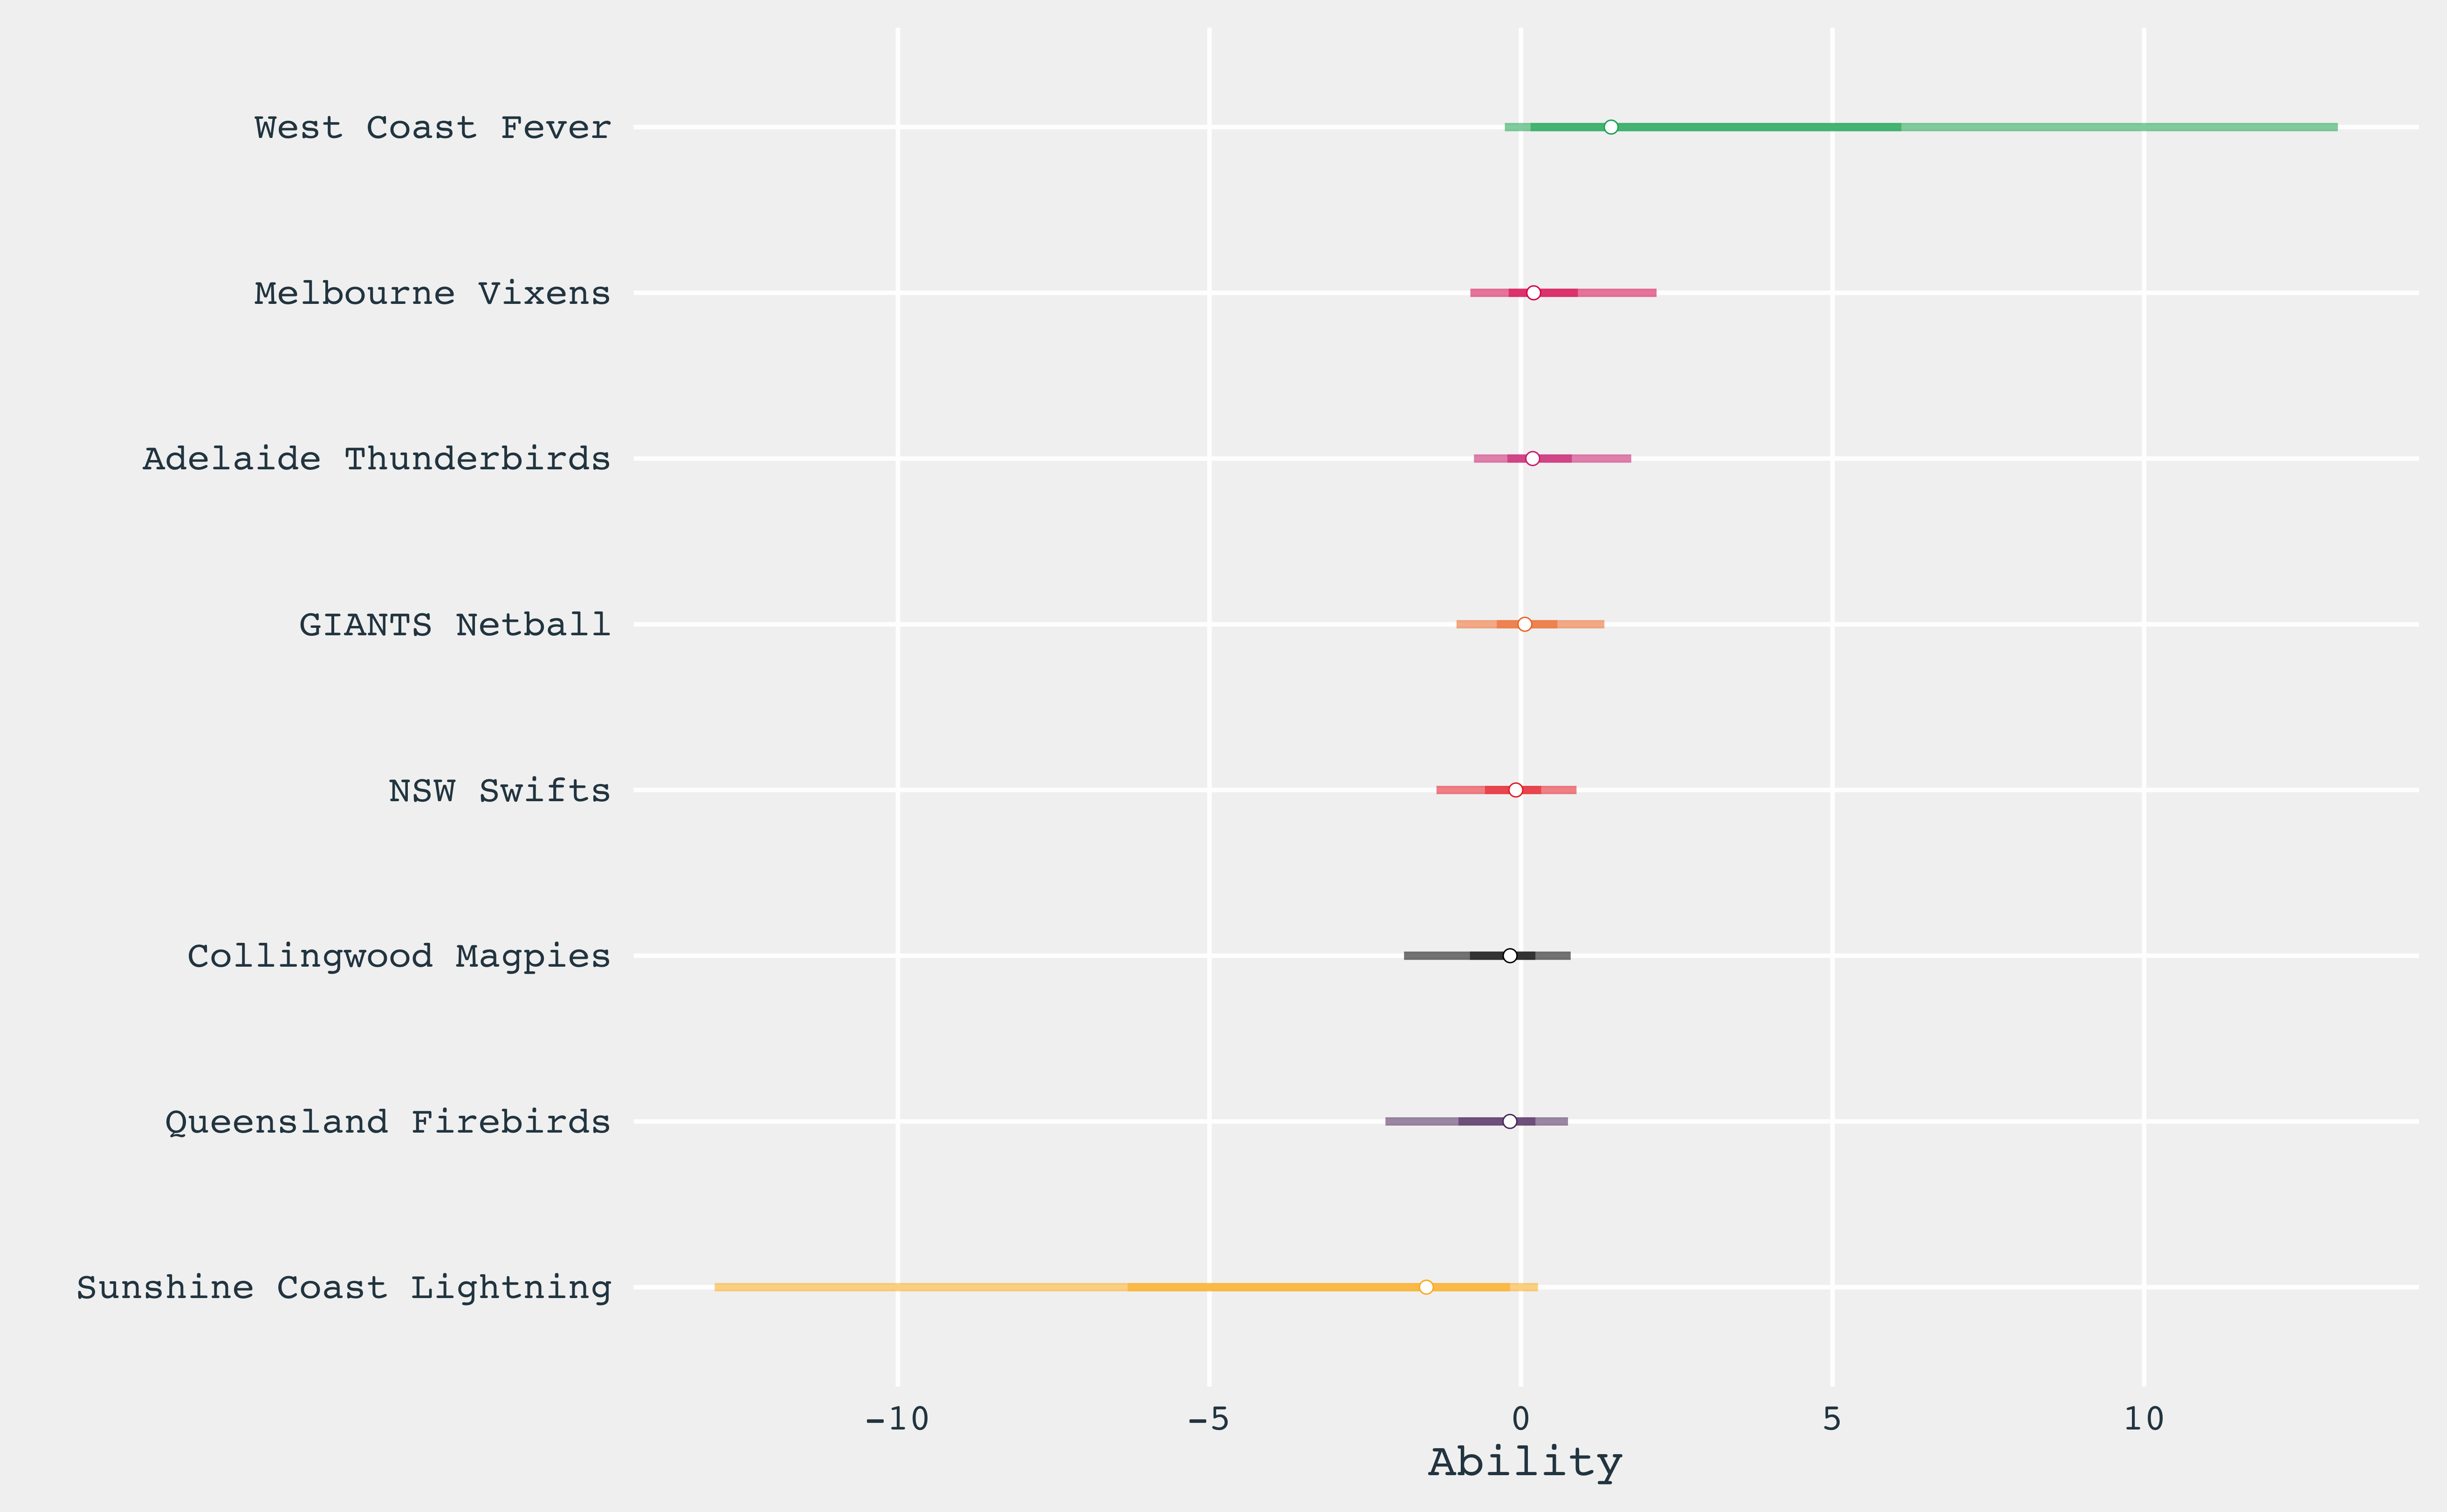 West Coast Fever
Melbourne Vixens
Adelaide Thunderbirds
GIANTS Netball
NSW Swifts
Collingwood Magpies
Queensland Firebirds
Sunshine Coast Lightning
-10 -5 0 5 10
Ability